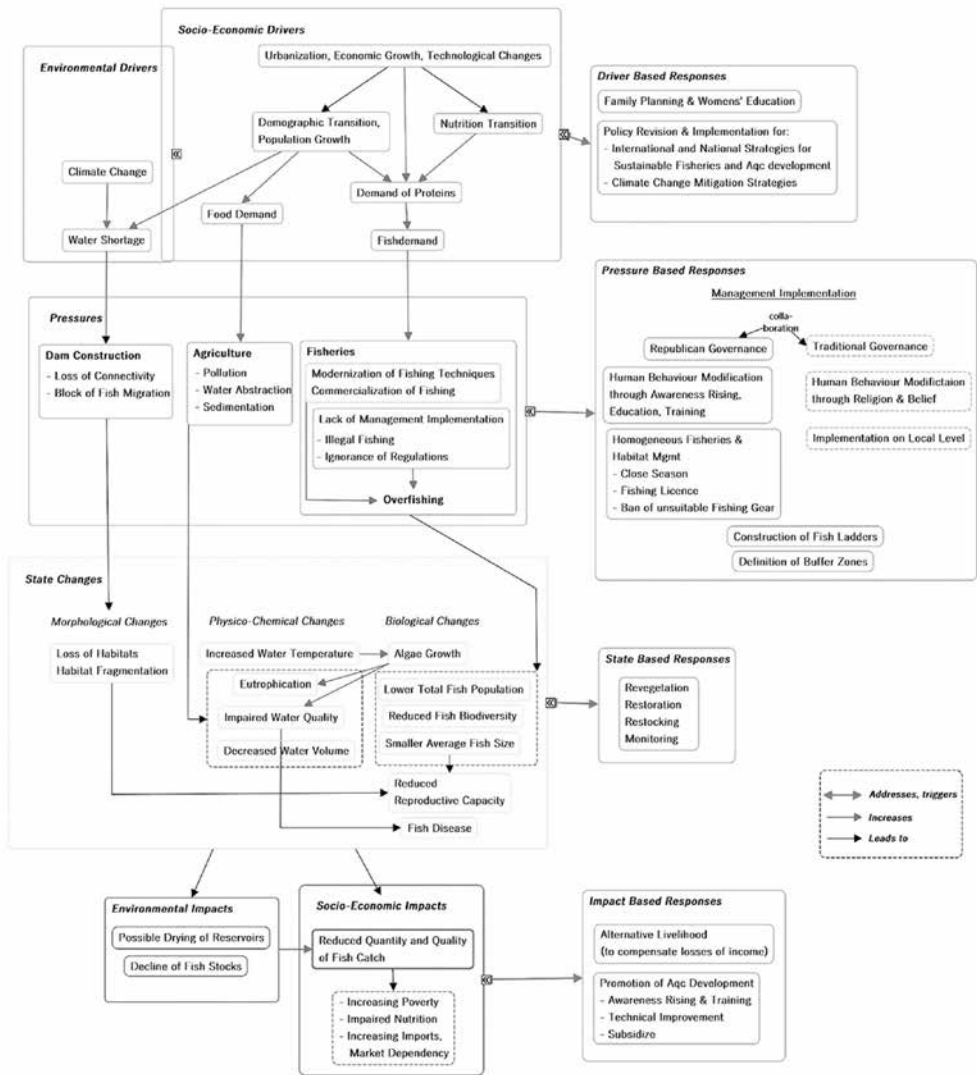 Socio-Economic Drivers
Urbanization, Economic Growth, Technological Changes
Environmental Drivers
Demographic Transition,
Population Growth
Nutrition Transition
Climate Change
Demand of Proteins
Food Demand
Water Shortage
Fishdemand
Driver Based Responses
Family Planning & Womens' Education
Policy Revision & Implementation for:
- International and National Strategies for
Sustainable Fisheries and Aqc development
- Climate Change Mitigation Strategies
Pressures
Dam Construction
- Loss of Connectivity
- Block of Fish Migration
Agriculture
- Pollution
- Water Abstraction
- Sedimentation
Fisheries
Modernization of Fishing Techniques
Commercialization of Fishing
Lack of Management Implementation
- Illegal Fishing
- Ignorance of Regulations
Overfishing
Pressure Based Responses
Management Implementation
colla-
boration
Republican Governance
Traditional Governance
Human Behaviour Modification
through Awareness Rising,
Education, Training
Human Behaviour Modifictaion
through Religion & Belief
Homogeneous Fisheries &
Habitat Mgmt
- Close Season
- Fishing Licence
- Ban of unsuitable Fishing Gear
Implementation on Local Level
Construction of Fish Ladders
Definition of Buffer Zones
State Changes
Morphological Changes
Loss of Habitats
Habitat Fragmentation
Physico-Chemical Changes
Increased Water Temperature
Eutrophication
Impaired Water Quality
Decreased Water Volume
Biological Changes
Algae Growth
Lower Total Fish Population
Reduced Fish Biodiversity
Smaller Average Fish Size
Reduced
Reproductive Capacity
Fish Disease
State Based Responses
Revegetation
Restoration
Restocking
Monitoring
Addresses, triggers
Increases
Leads to
Environmental Impacts
Possible Drying of Reservoirs
Decline of Fish Stocks
Socio-Economic Impacts
Reduced Quantity and Quality
of Fish Catch
- Increasing Poverty
- Impaired Nutrition
- Increasing Imports,
Market Dependency
Impact Based Responses
Alternative Livelihood
(to compensate losses of income)
Promotion of Aqc Development
- Awareness Rising & Training
- Technical Improvement
- Subsidize